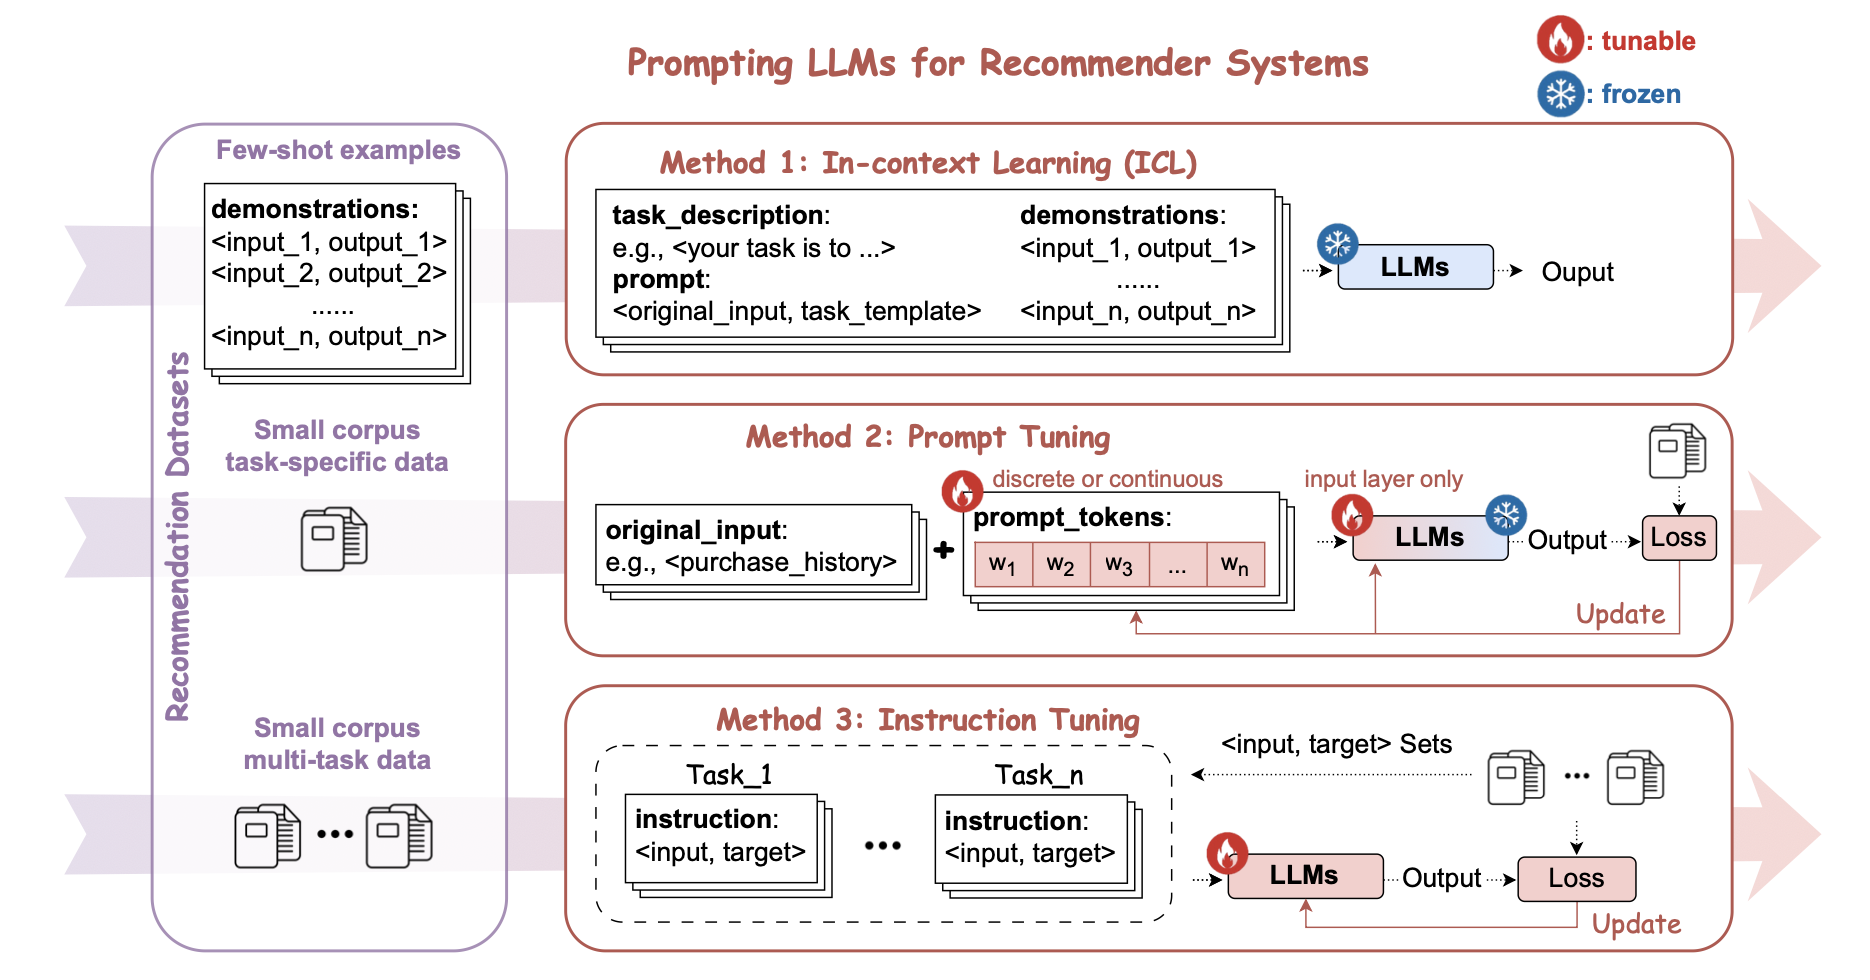 Prompting LLMs for Recommender Systems
: tunable
: frozen
Recommendation Datasets
Few-shot examples
demonstrations:
<input_1, output_1>
<input_2, output_2>
......
<input_n, output_n>
Small corpus
task-specific data
Small corpus
multi-task data
Method 1: In-context Learning (ICL)
task_description:
e.g., <your task is to ...>
prompt:
<original_input, task_template>
demonstrations:
<input_1, output_1>
......
<input_n, output_n>
LLMs
Ouput
Method 2: Prompt Tuning
original_input:
e.g., <purchase_history>
+
discrete or continuous
prompt_tokens:
w1 w2 w3 ... wn
input layer only
LLMs
Output
Loss
Update
Method 3: Instruction Tuning
Task_1
instruction:
<input, target>
...
Task_n
instruction:
<input, target>
<input, target> Sets
...
LLMs
Output
Loss
Update